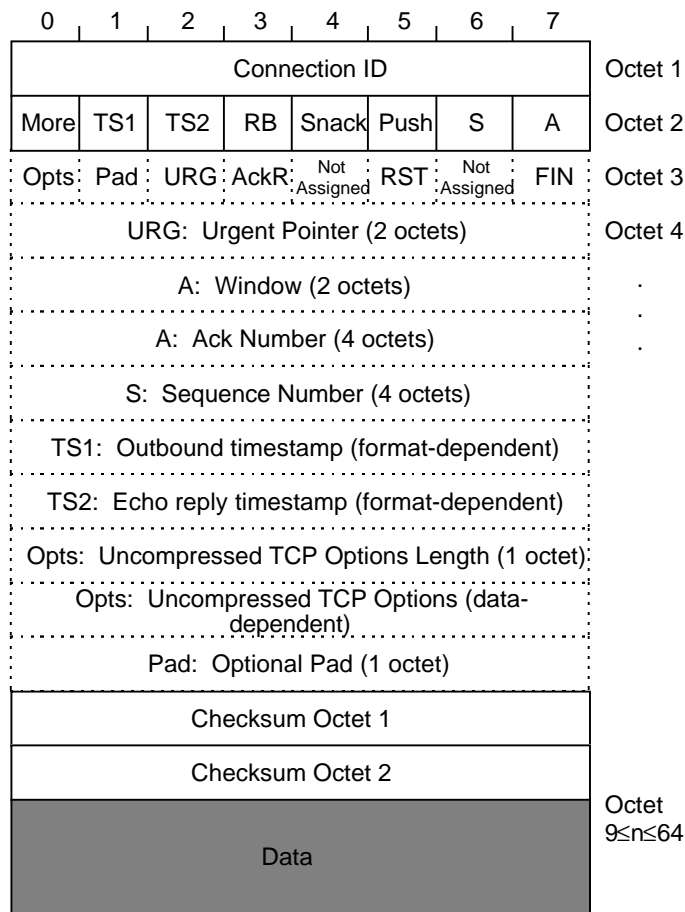 0 1 2 3 4 5 6 7
Connection ID Octet 1
More TS1 TS2 RB Snack Push S A Octet 2
Opts Pad URG AckR Not Assigned RST Not Assigned FIN Octet 3
URG: Urgent Pointer (2 octets) Octet 4
A: Window (2 octets) .
.
A: Ack Number (4 octets) .
S: Sequence Number (4 octets)
TS1: Outbound timestamp (format-dependent)
TS2: Echo reply timestamp (format-dependent)
Opts: Uncompressed TCP Options Length (1 octet)
Opts: Uncompressed TCP Options (data-
dependent)
Pad: Optional Pad (1 octet)
Checksum Octet 1
Checksum Octet 2
Octet
9≤n≤64
Data